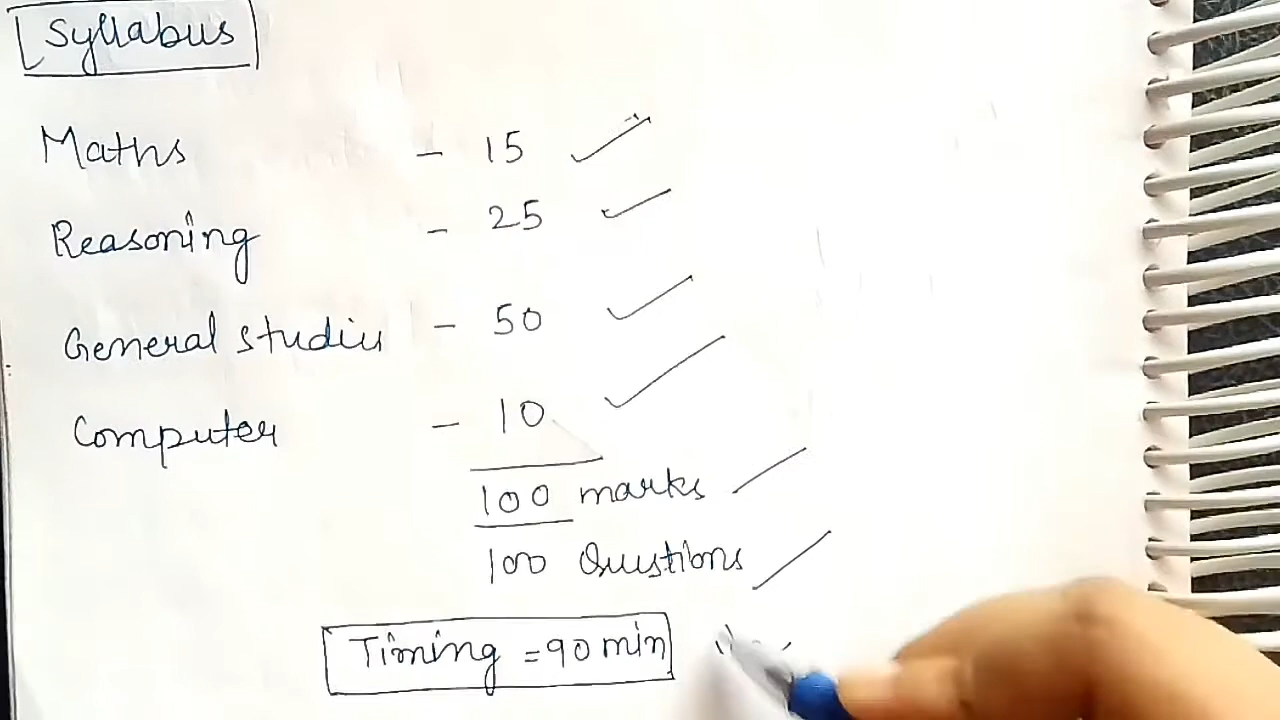 Syllabus
Maths - 15
Reasoning - 25
General studies - 50
Computer - 10
100 marks
100 Questions
Timing = 90 min